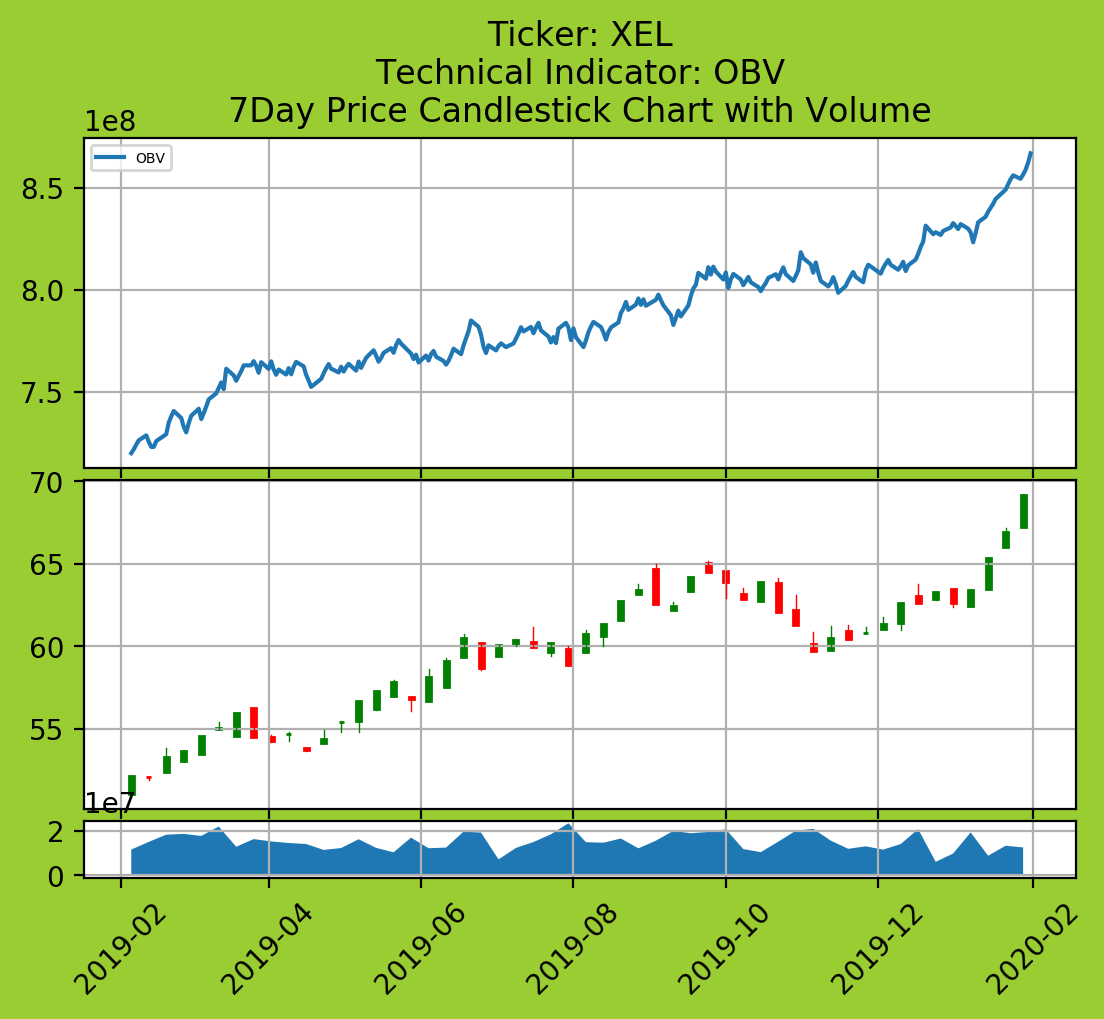 Ticker: XEL
Technical Indicator: OBV
7Day Price Candlestick Chart with Volume
1e8
OBV
8.5
8.0
7.5
70
65
60
55
1e7
2
0
2019-02
2019-04
2019-06
2019-08
2019-10
2019-12
2020-02